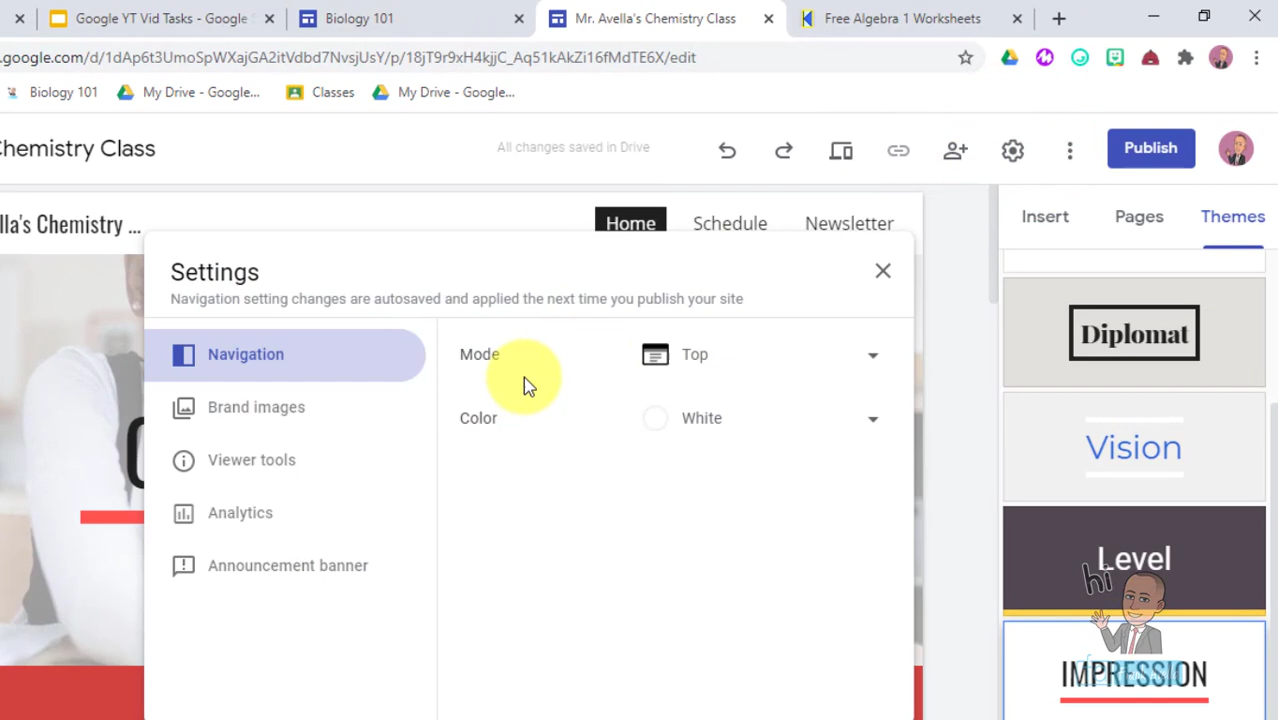 Google YT Vid Tasks - Google S
Biology 101
Mr. Avella's Chemistry Class
Free Algebra 1 Worksheets
.google.com/d/1dAp6t3UmoSpWXajGA2itVdbd7NvsjUsY/p/18jT9r9xH4kjjC_Aq51kAkZi16fMdTE6X/edit
Biology 101
My Drive - Google...
Classes
My Drive - Google...
Chemistry Class
All changes saved in Drive
Publish
lla's Chemistry ...
Home
Schedule
Newsletter
Insert
Pages
Themes
Settings
Navigation setting changes are autosaved and applied the next time you publish your site
Navigation
Brand images
Viewer tools
Analytics
Announcement banner
Mode
Top
Color
White
Diplomat
Vision
Level
hi
IMPRESSION